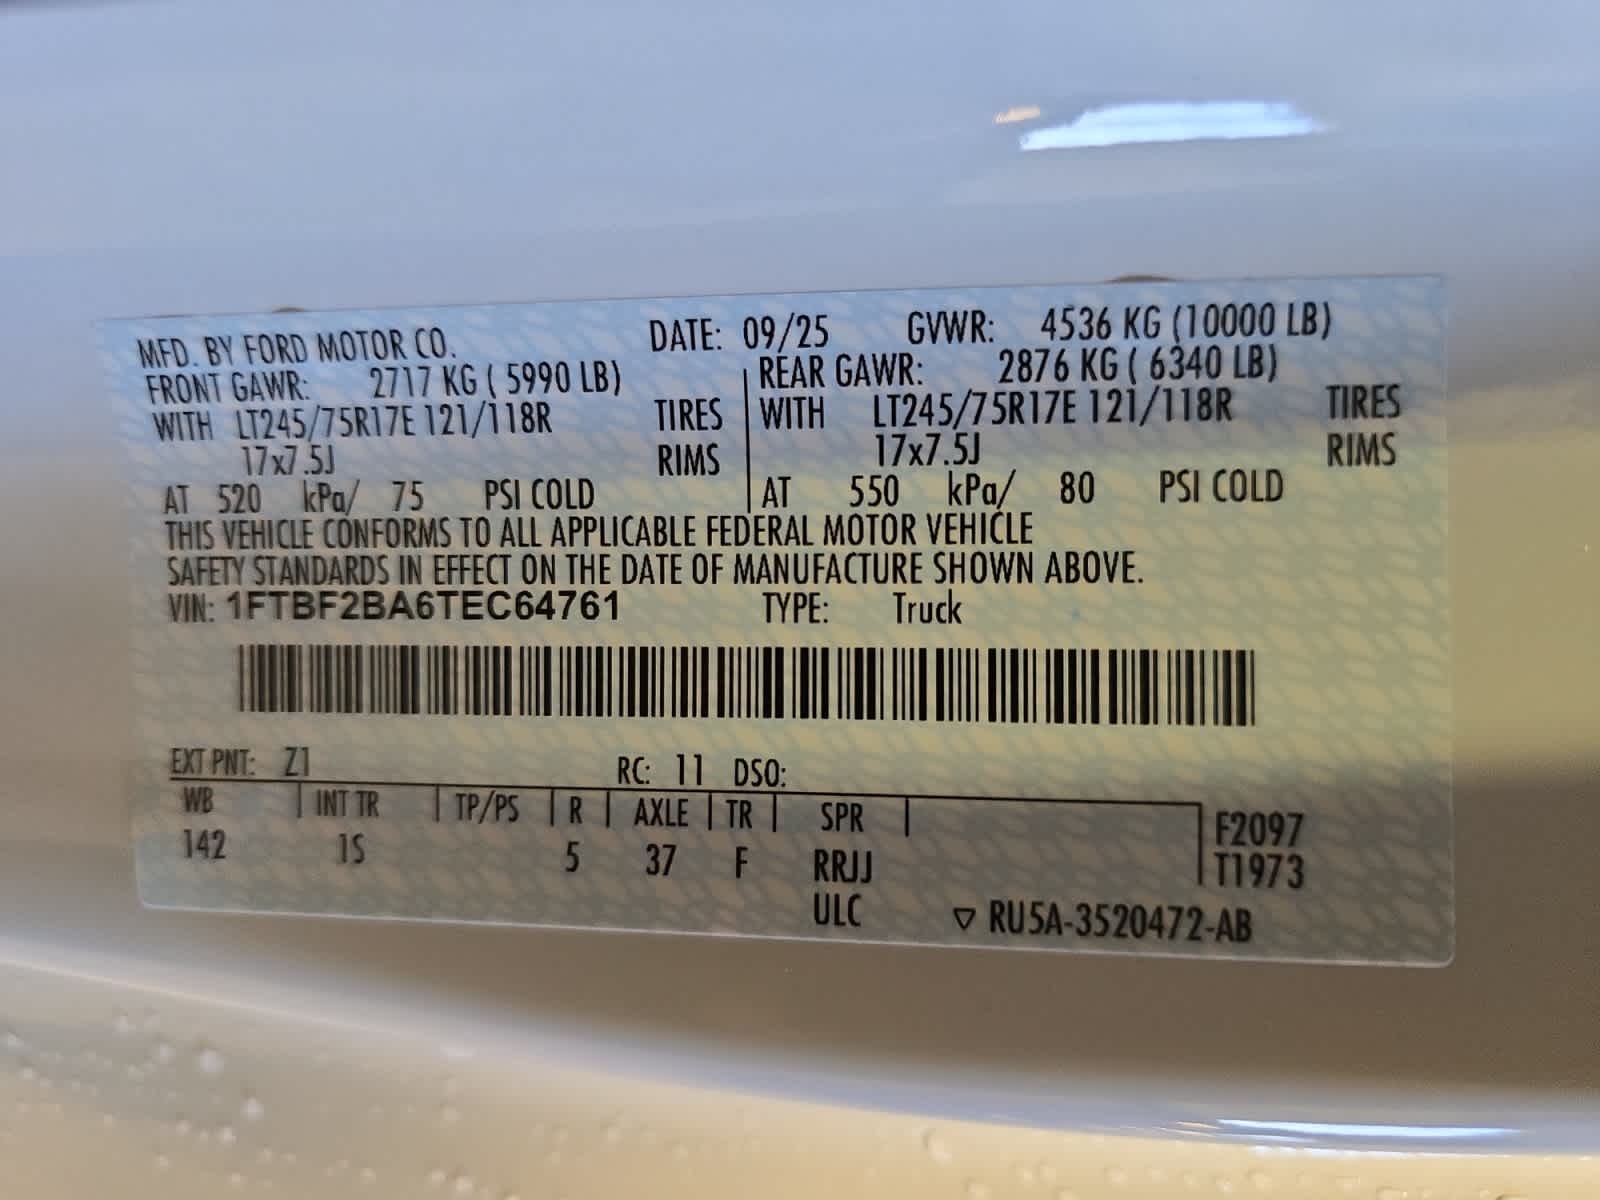 MFD. BY FORD MOTOR CO. DATE: 09/25 GVWR: 4536 KG (10000 LB)
FRONT GAWR: 2717 KG ( 5990 LB) REAR GAWR: 2876 KG ( 6340 LB)
WITH LT245/75R17E 121/118R TIRES WITH LT245/75R17E 121/118R TIRES
17x7.5J RIMS 17x7.5J RIMS
AT 520 kPa/ 75 PSI COLD AT 550 kPa/ 80 PSI COLD
THIS VEHICLE CONFORMS TO ALL APPLICABLE FEDERAL MOTOR VEHICLE
SAFETY STANDARDS IN EFFECT ON THE DATE OF MANUFACTURE SHOWN ABOVE.
VIN: 1FTBF2BA6TEC64761 TYPE: Truck
EXT PNT: Z1 RC: 11 DSO:
WB INT TR TP/PS R AXLE TR SPR F2097
142 1S 5 37 F RRJJ T1973
ULC ▽ RU5A-3520472-AB